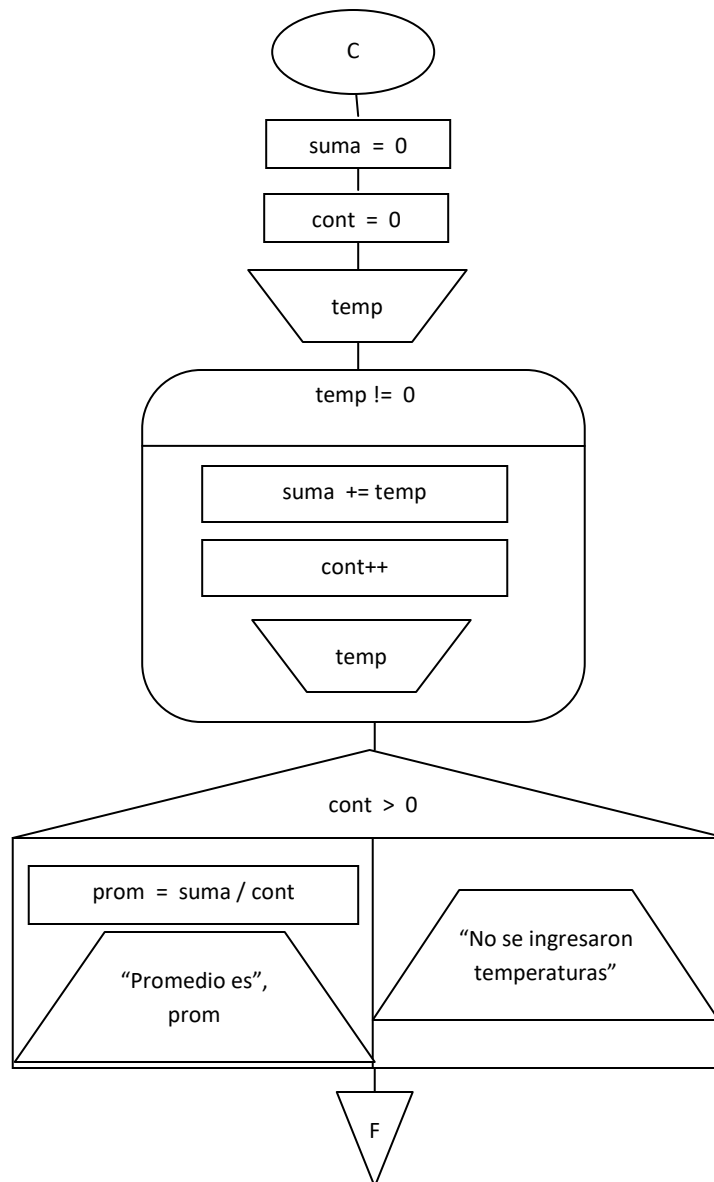 C
suma = 0
cont = 0
temp
temp != 0
suma += temp
cont++
temp
cont > 0
prom = suma / cont
“Promedio es”,
prom
“No se ingresaron
temperaturas”
F